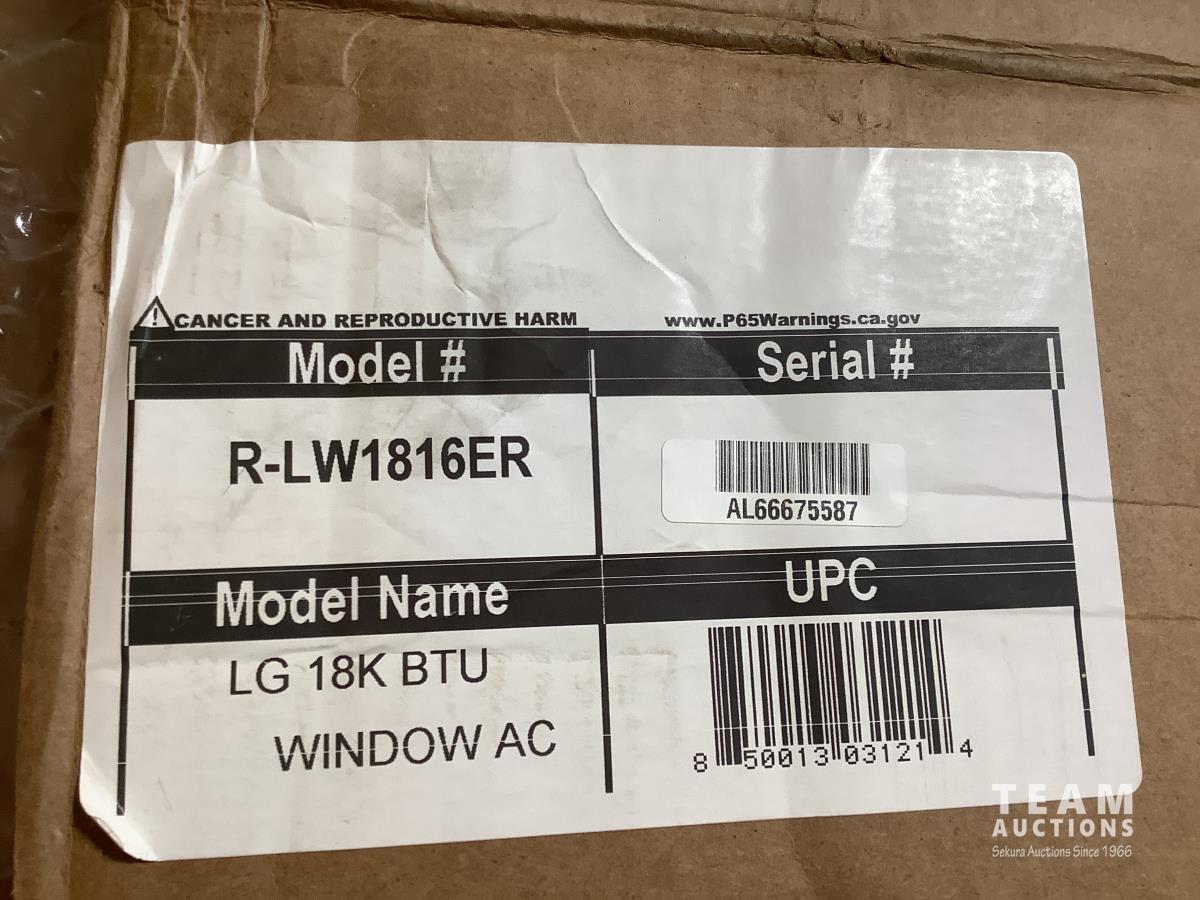 CANCER AND REPRODUCTIVE HARM www.P65Warnings.ca.gov
Model # Serial #
R-LW1816ER
AL66675587
Model Name UPC
LG 18K BTU
WINDOW AC
8 50013 03121 4
TEAM
AUCTIONS
Sekura Auctions Since 1966